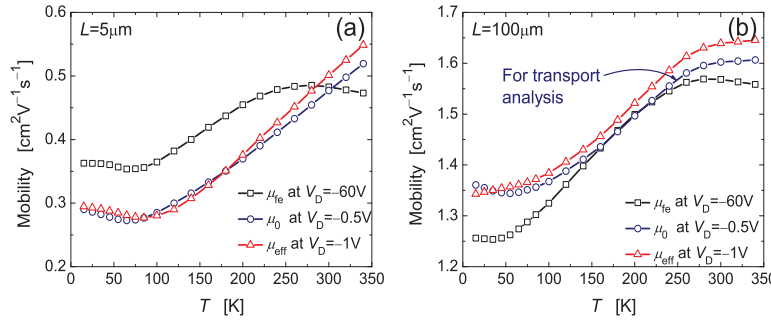 L=5μm
(a)
0.6
0.5
0.4
0.3
0.2
Mobility [cm²V⁻¹s⁻¹]
μfe at VD=−60V
μ0 at VD=−0.5V
μeff at VD=−1V
0 50 100 150 200 250 300 350
T [K]
L=100μm
(b)
1.7
1.6
1.5
1.4
1.3
1.2
Mobility [cm²V⁻¹s⁻¹]
For transport
analysis
μfe at VD=−60V
μ0 at VD=−0.5V
μeff at VD=−1V
0 50 100 150 200 250 300 350
T [K]